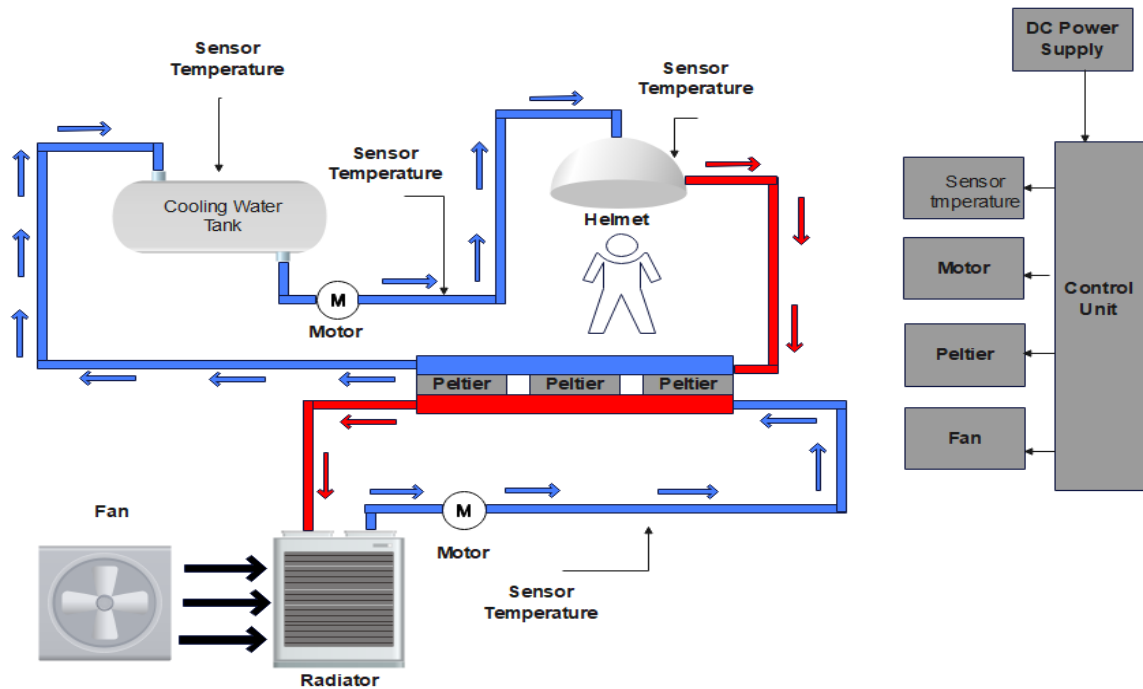 Sensor
Temperature
Sensor
Temperature
Sensor
Temperature
Cooling Water
Tank
Helmet
M
Motor
Peltier
Peltier
Peltier
Fan
M
Motor
Sensor
Temperature
Radiator
DC Power
Supply
Sensor
tmperature
Motor
Control
Unit
Peltier
Fan